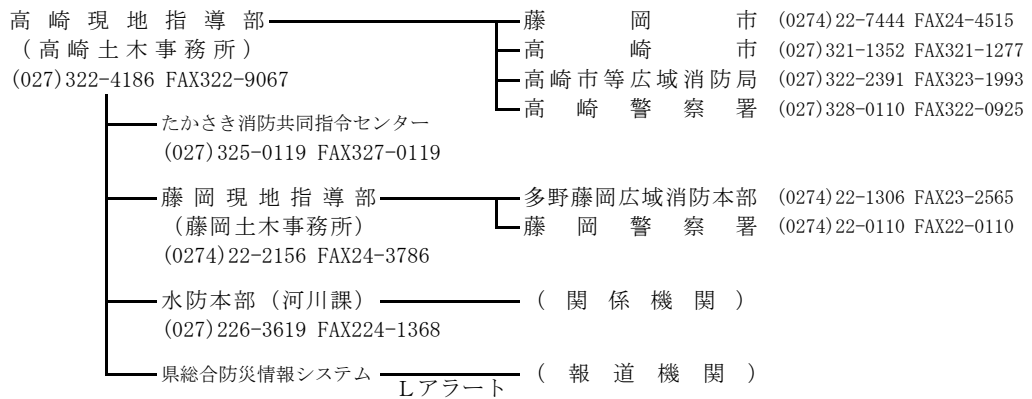 高崎現地指導部 藤岡市 (0274)22-7444 FAX24-4515
(高崎土木事務所) 高崎市 (027)321-1352 FAX321-1277
(027)322-4186 FAX322-9067 高崎市等広域消防局 (027)322-2391 FAX323-1993
高崎警察署 (027)328-0110 FAX322-0925
たかさき消防共同指令センター
(027)325-0119 FAX327-0119
藤岡現地指導部 多野藤岡広域消防本部 (0274)22-1306 FAX23-2565
(藤岡土木事務所) 藤岡警察署 (0274)22-0110 FAX22-0110
(0274)22-2156 FAX24-3786
水防本部(河川課) (関係機関)
(027)226-3619 FAX224-1368
県総合防災情報システム (報道機関)
Lアラート